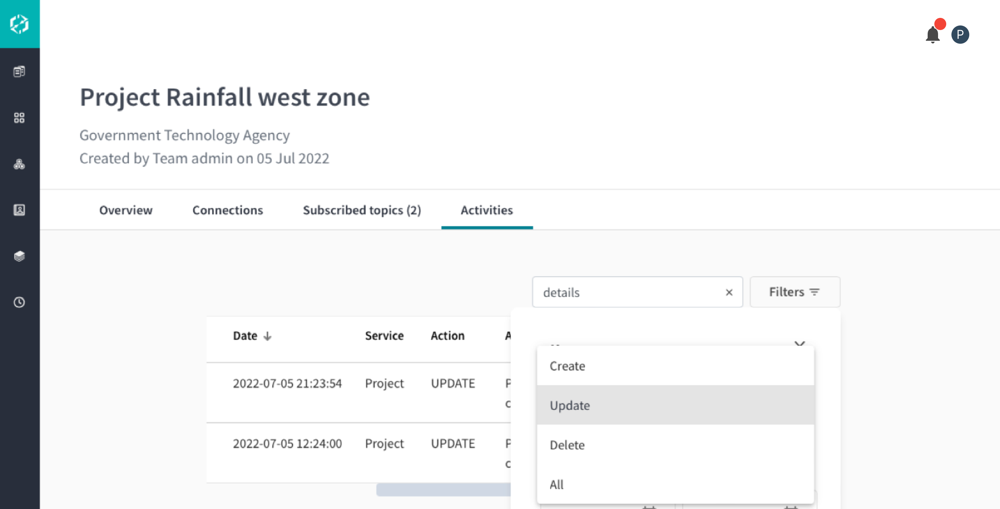 P
Project Rainfall west zone
Government Technology Agency
Created by Team admin on 05 Jul 2022
Overview Connections Subscribed topics (2) Activities
details × Filters
Date ↓ Service Action
2022-07-05 21:23:54 Project UPDATE
2022-07-05 12:24:00 Project UPDATE
Create
Update
Delete
All